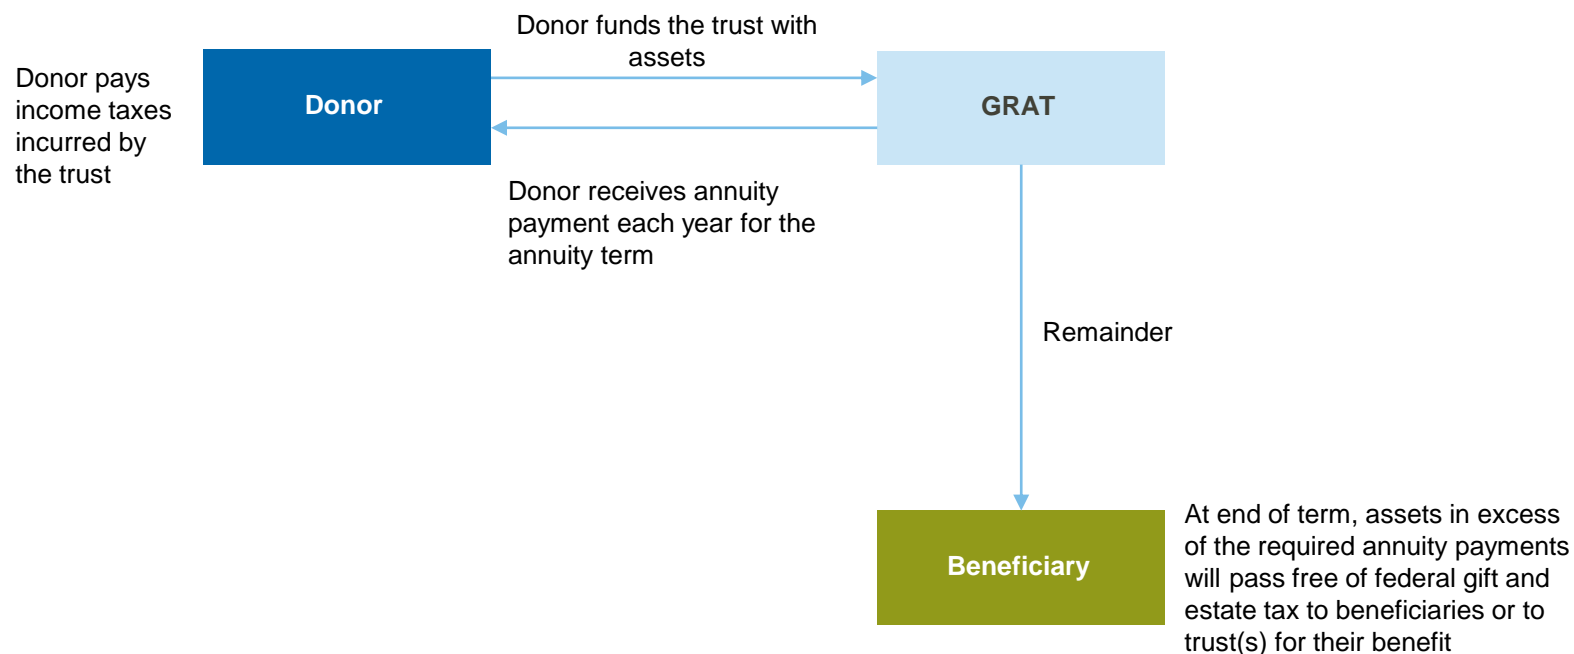 Donor funds the trust with
assets
Donor pays
income taxes
incurred by
the trust
Donor
GRAT
Donor receives annuity
payment each year for the
annuity term
Remainder
Beneficiary
At end of term, assets in excess
of the required annuity payments
will pass free of federal gift and
estate tax to beneficiaries or to
trust(s) for their benefit